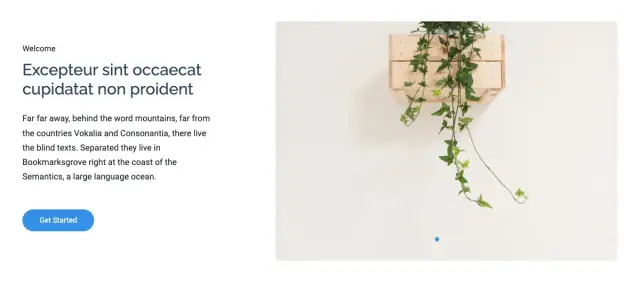 Welcome
Excepteur sint occaecat
cupidatat non proident
Far far away, behind the word mountains, far from
the countries Vokalia and Consonantia, there live
the blind texts. Separated they live in
Bookmarksgrove right at the coast of the
Semantics, a large language ocean.
Get Started